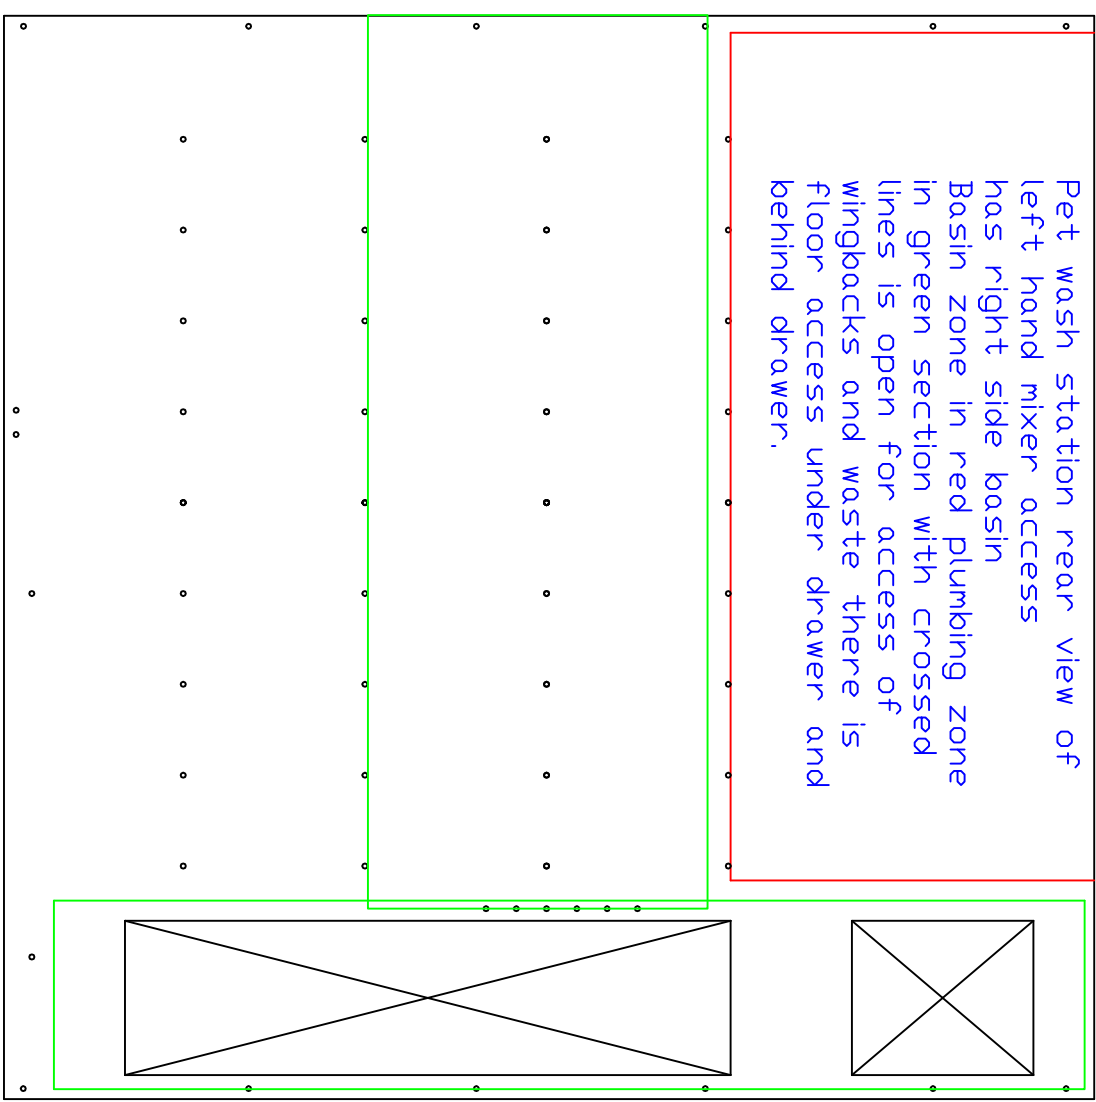 Pet wash station rear view of
left hand mixer access
has right side basin
Basin zone in red plumbing zone
in green section with crossed
lines is open for access of
wingbacks and waste there is
floor access under drawer and
behind drawer.